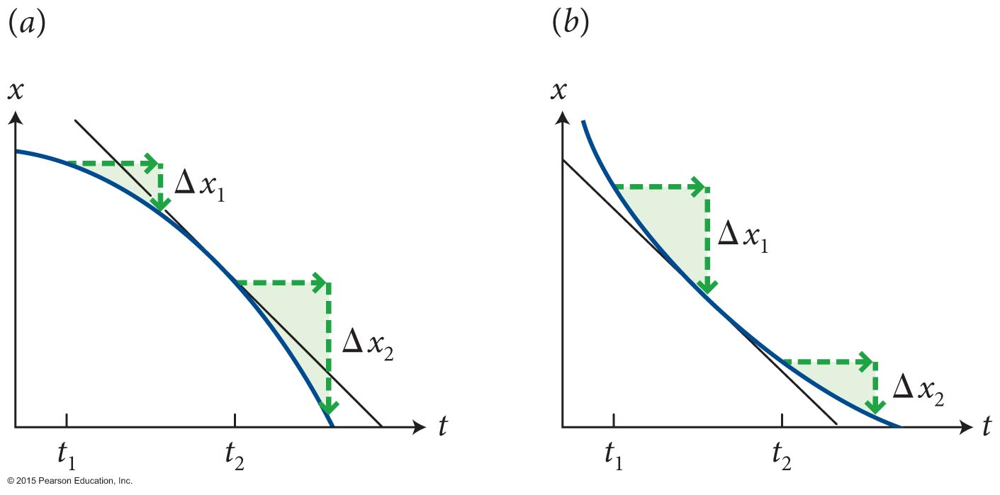 (a)
x
Δx₁
Δx₂
t₁
t₂
t
(b)
x
Δx₁
Δx₂
t₁
t₂
t
© 2015 Pearson Education, Inc.